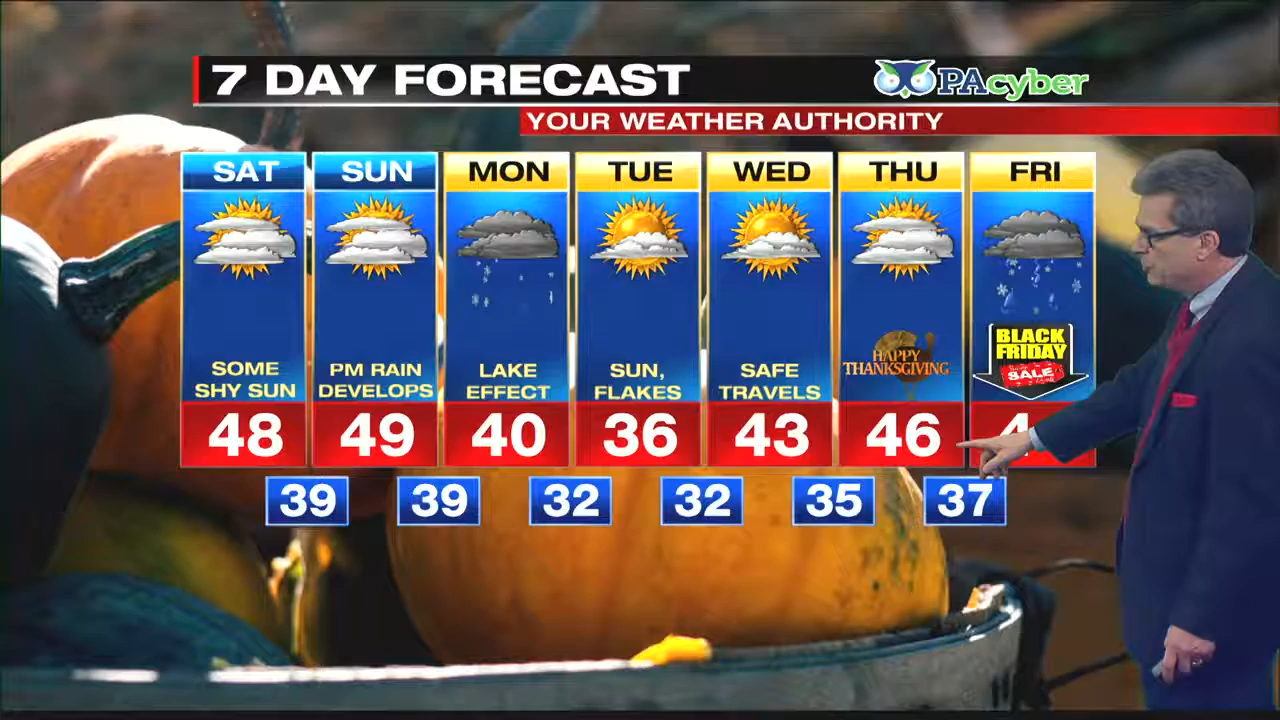 7 DAY FORECAST
PAcyber
YOUR WEATHER AUTHORITY
SAT
SUN
MON
TUE
WED
THU
FRI
SOME
SHY SUN
PM RAIN
DEVELOPS
LAKE
EFFECT
SUN,
FLAKES
SAFE
TRAVELS
HAPPY
THANKSGIVING
BLACK
FRIDAY
SALE
48
49
40
36
43
46
39
39
32
32
35
37